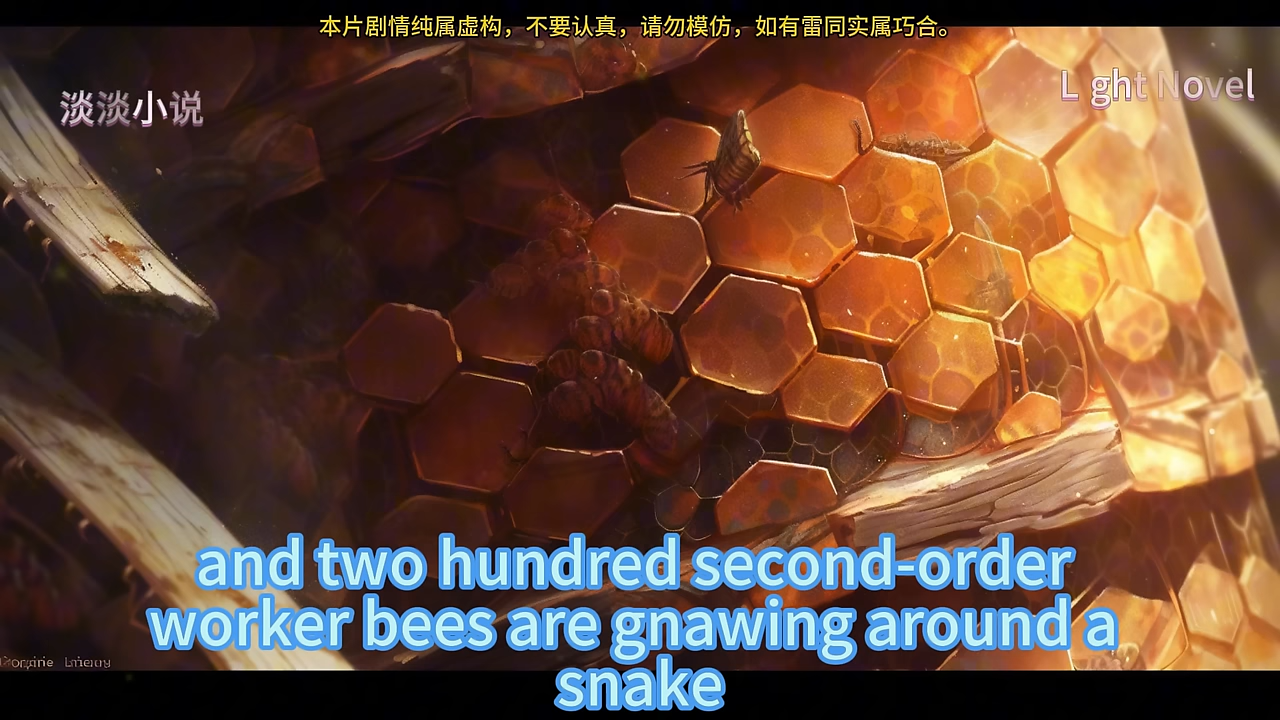 本片剧情纯属虚构，不要认真，请勿模仿，如有雷同实属巧合。
淡淡小说
L ght Novel
and two hundred second-order
worker bees are gnawing around a
snake